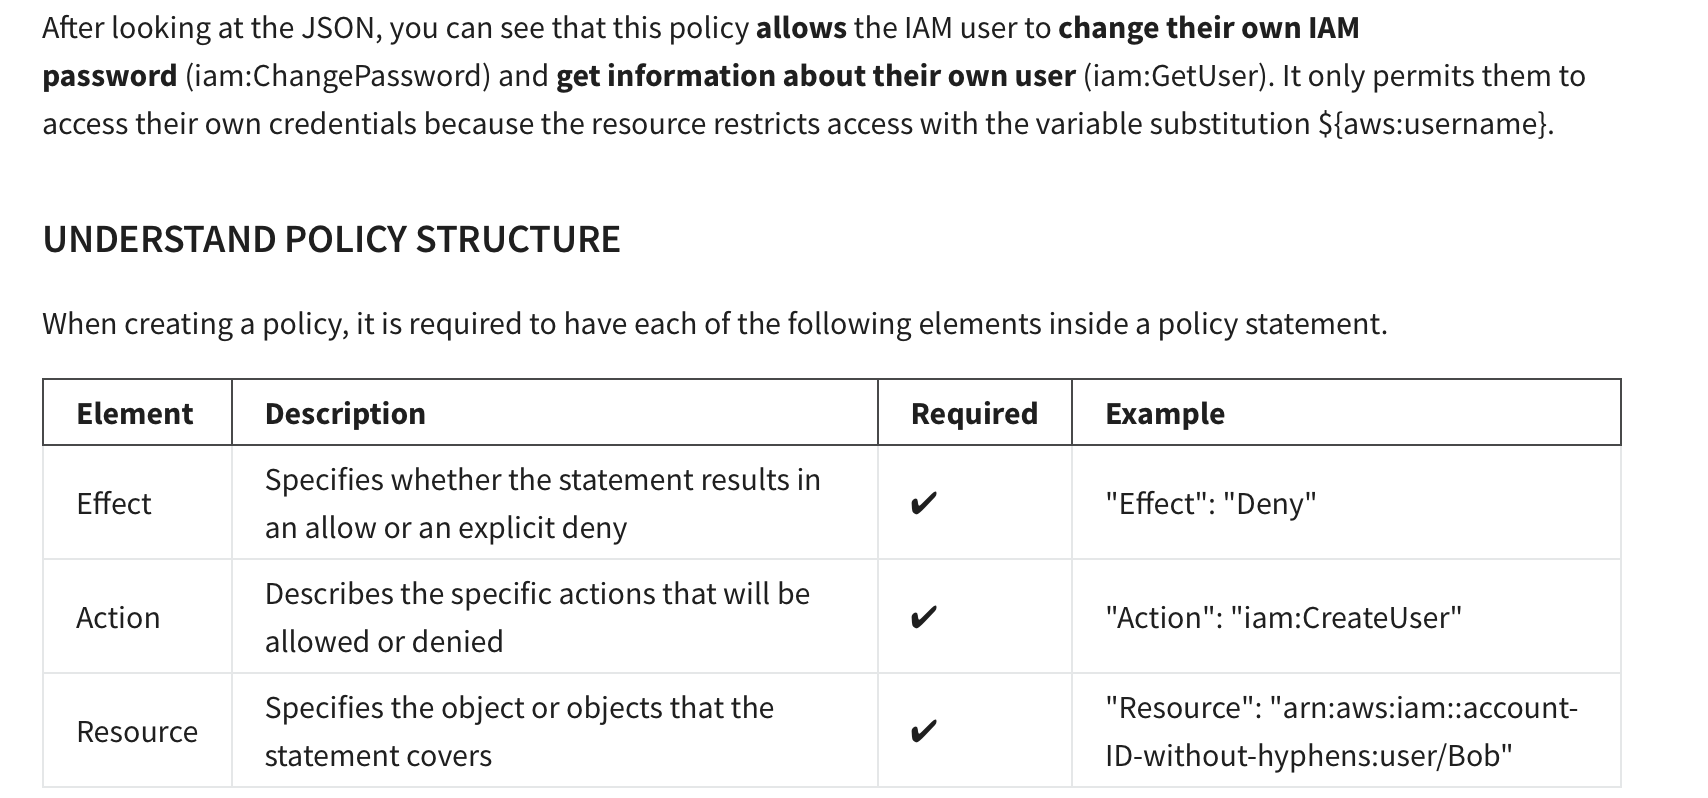 After looking at the JSON, you can see that this policy allows the IAM user to change their own IAM
password (iam:ChangePassword) and get information about their own user (iam:GetUser). It only permits them to
access their own credentials because the resource restricts access with the variable substitution ${aws:username}.
UNDERSTAND POLICY STRUCTURE
When creating a policy, it is required to have each of the following elements inside a policy statement.
Element Description Required Example
Effect Specifies whether the statement results in
an allow or an explicit deny ✔ "Effect": "Deny"
Action Describes the specific actions that will be
allowed or denied ✔ "Action": "iam:CreateUser"
Resource Specifies the object or objects that the
statement covers ✔ "Resource": "arn:aws:iam::account-
ID-without-hyphens:user/Bob"